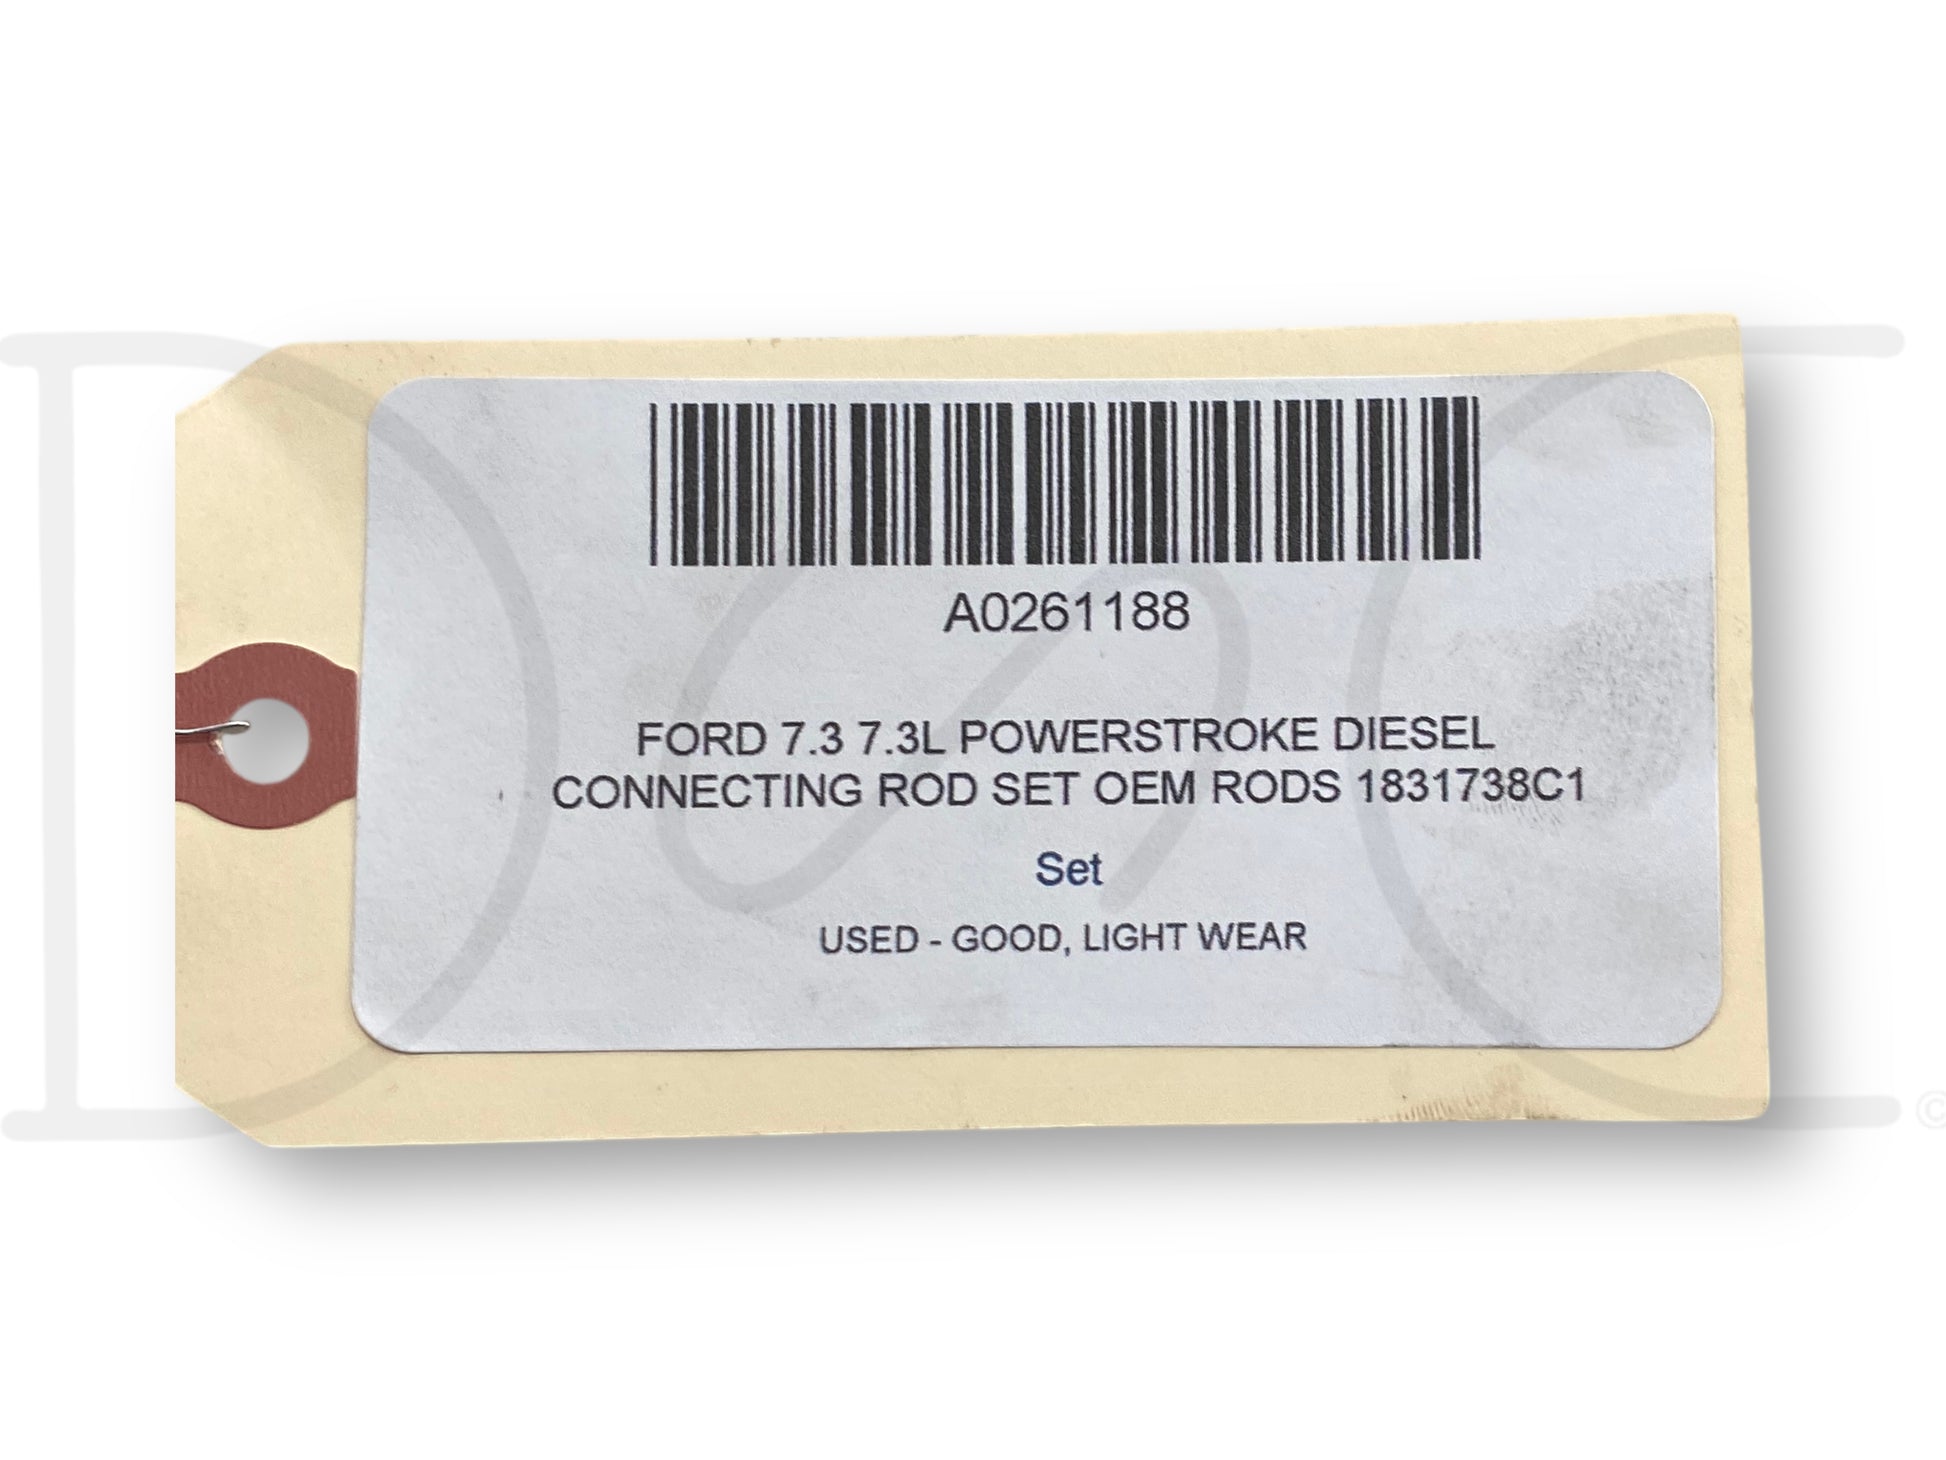 A0261188
FORD 7.3 7.3L POWERSTROKE DIESEL
CONNECTING ROD SET OEM RODS 1831738C1
Set
USED - GOOD, LIGHT WEAR
©